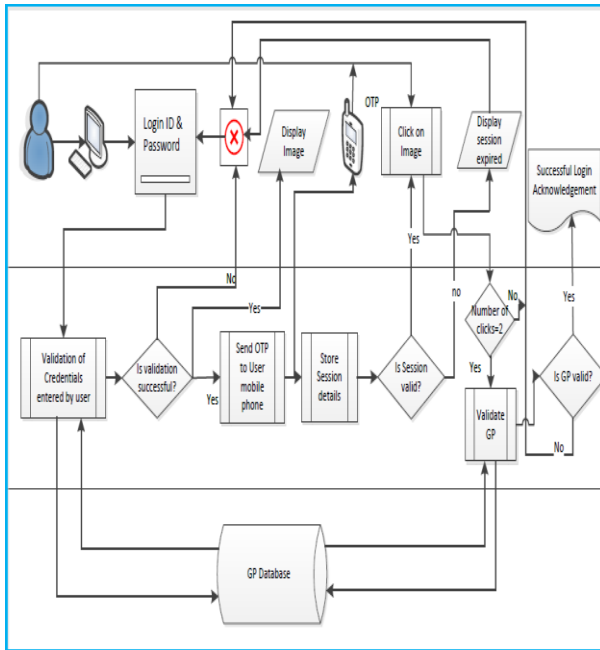 OTP
Login ID &
Password
Display
Image
Click on
Image
Display
session
expired
Successful Login
Acknowledgement
Yes
No
Yes
no
Yes
Number of
clicks=2
No
Validation of
Credentials
entered by user
Is validation
successful?
Yes
Send OTP
to User
mobile
phone
Store
Session
details
Is Session
valid?
Yes
Validate
GP
Is GP valid?
No
GP Database